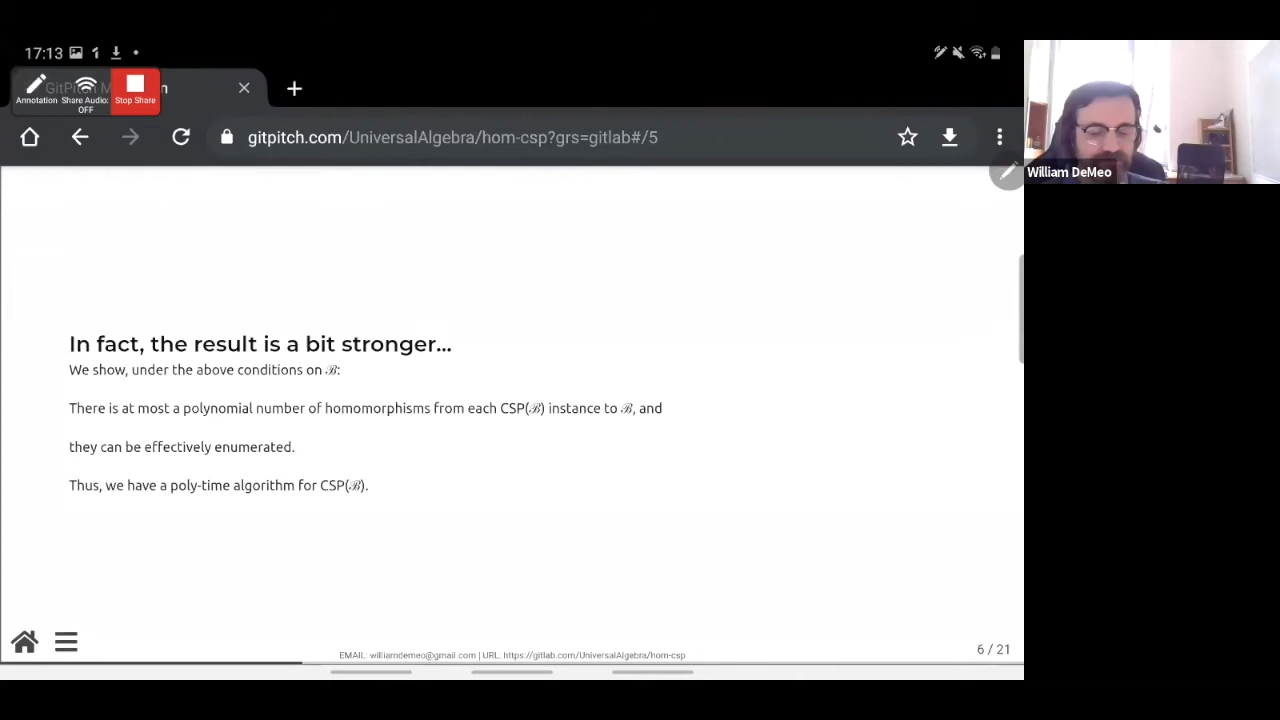 17:13
GitPitch M n
Annotation Share Audio: OFF Stop Share
gitpitch.com/UniversalAlgebra/hom-csp?grs=gitlab#/5
William DeMeo
In fact, the result is a bit stronger...
We show, under the above conditions on ℬ:
There is at most a polynomial number of homomorphisms from each CSP(ℬ) instance to ℬ, and
they can be effectively enumerated.
Thus, we have a poly-time algorithm for CSP(ℬ).
EMAIL: williamdemeo@gmail.com | URL: https://gitlab.com/UniversalAlgebra/hom-csp
6 / 21